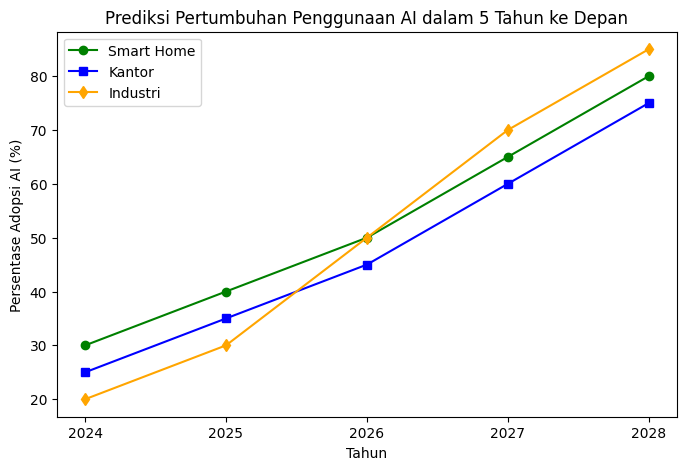 Prediksi Pertumbuhan Penggunaan AI dalam 5 Tahun ke Depan
Smart Home
Kantor
Industri
Persentase Adopsi AI (%)
80
70
60
50
40
30
20
2024 2025 2026 2027 2028
Tahun